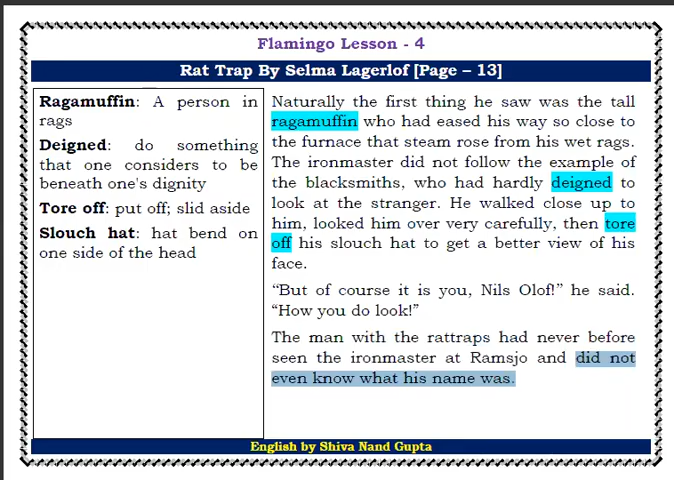 Flamingo Lesson - 4
Rat Trap By Selma Lagerlof [Page – 13]
Ragamuffin: A person in
rags
Deigned: do something
that one considers to be
beneath one's dignity
Tore off: put off; slid aside
Slouch hat: hat bend on
one side of the head
Naturally the first thing he saw was the tall
ragamuffin who had eased his way so close to
the furnace that steam rose from his wet rags.
The ironmaster did not follow the example of
the blacksmiths, who had hardly deigned to
look at the stranger. He walked close up to
him, looked him over very carefully, then tore
off his slouch hat to get a better view of his
face.
“But of course it is you, Nils Olof!” he said.
“How you do look!”
The man with the rattraps had never before
seen the ironmaster at Ramsjo and did not
even know what his name was.
English by Shiva Nand Gupta